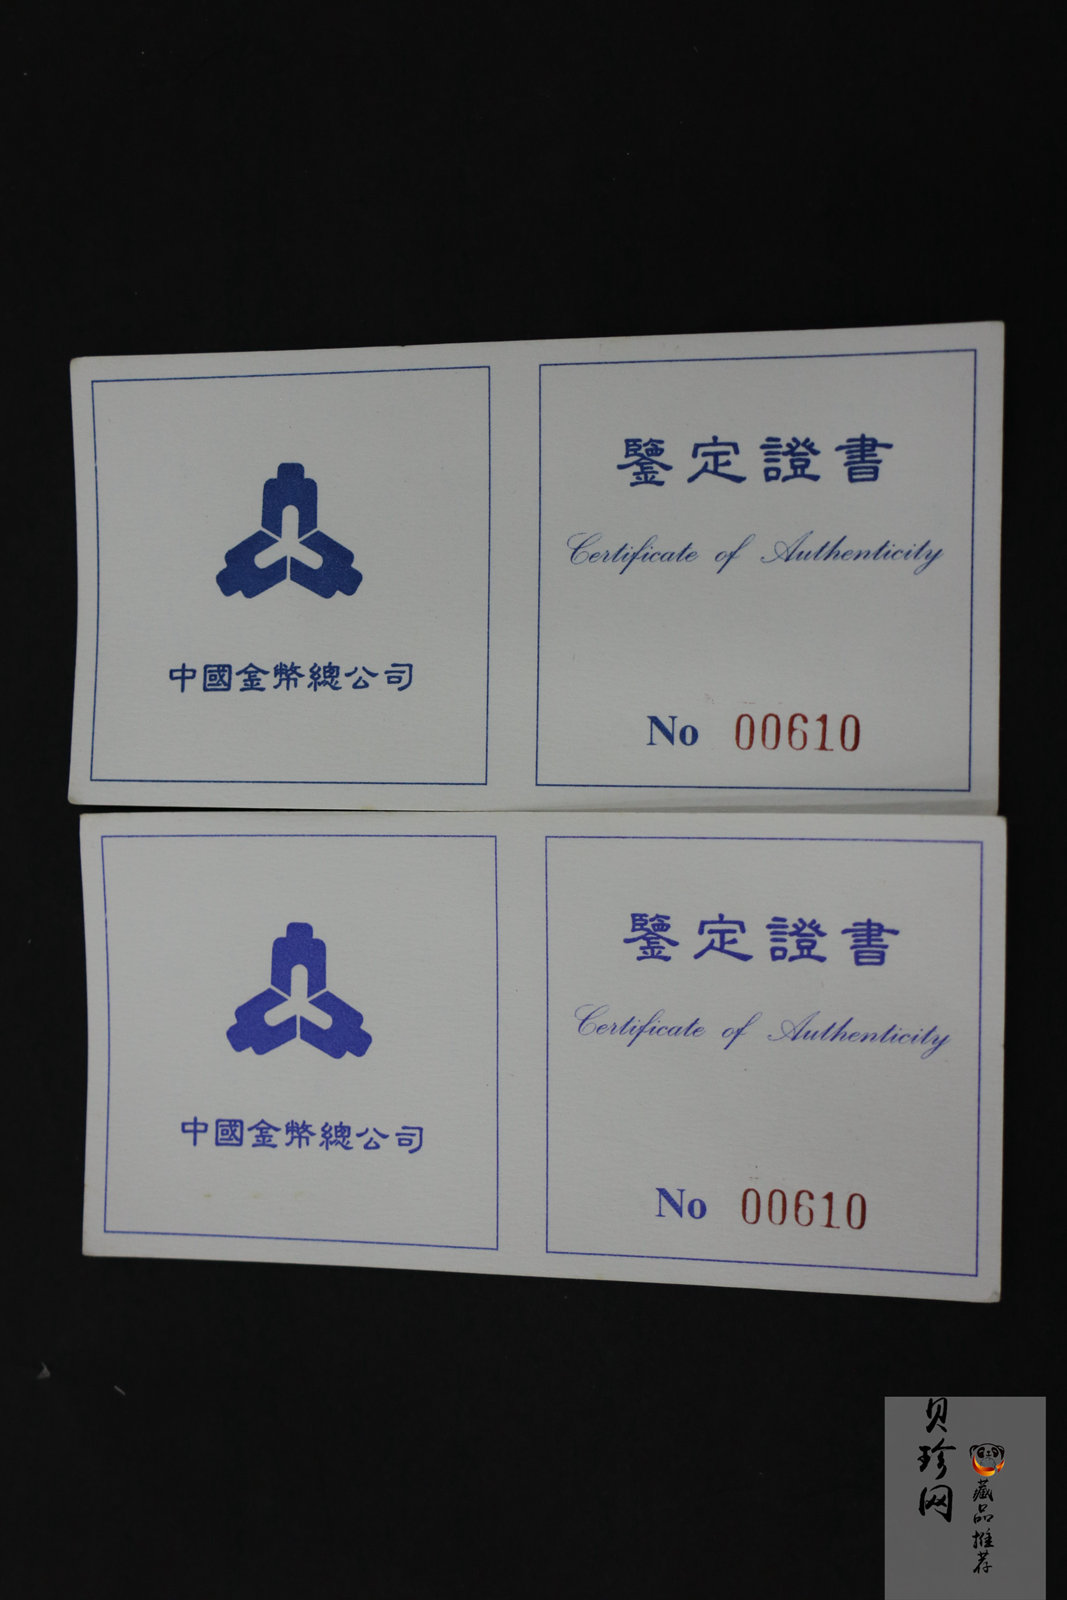 中國金幣總公司
鑒定證書
Certificate of Authenticity
No 00610
中國金幣總公司
鑒定證書
Certificate of Authenticity
No 00610
贝珍网
藏品推荐